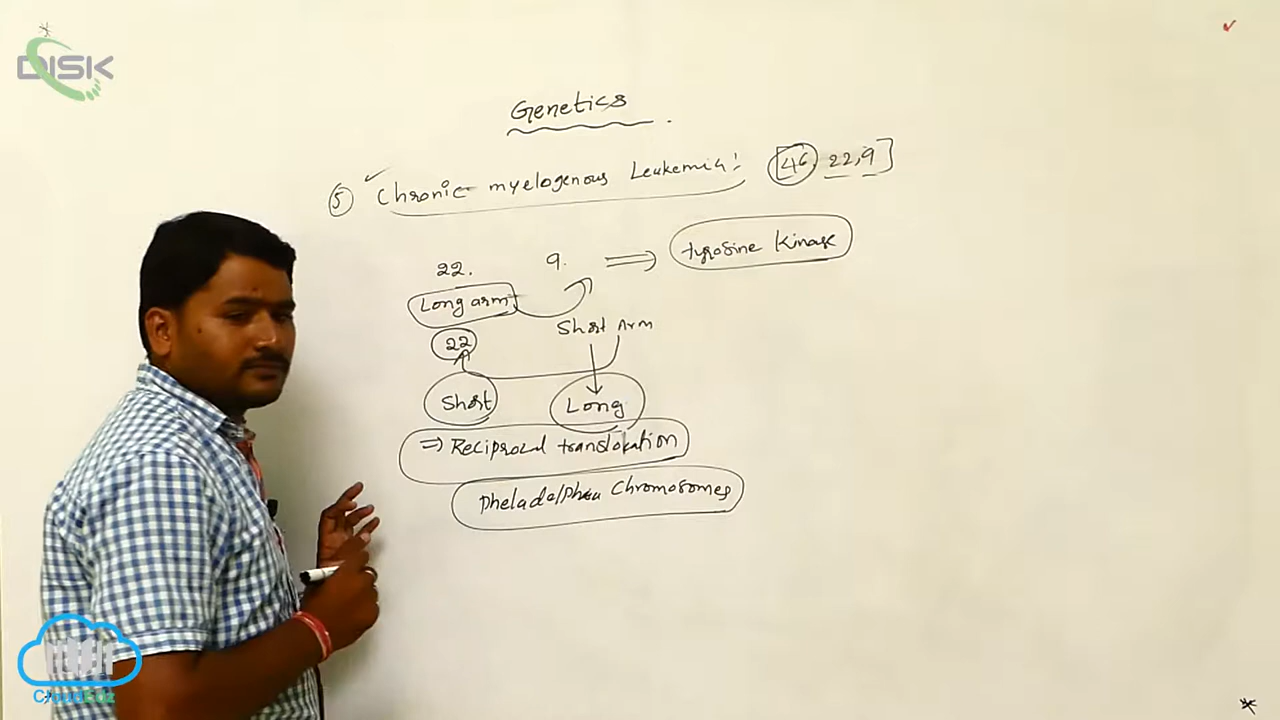 DISK
Genetics
⑤ Chronic myelogenous Leukemia: [46, 22,9]
22. 9. ⇒ tyrosine kinase
Long arm
Short Arm
22
Short Long
⇒ Reciprocal translokation
Pheladelphia Chromosomes
CloudEdz